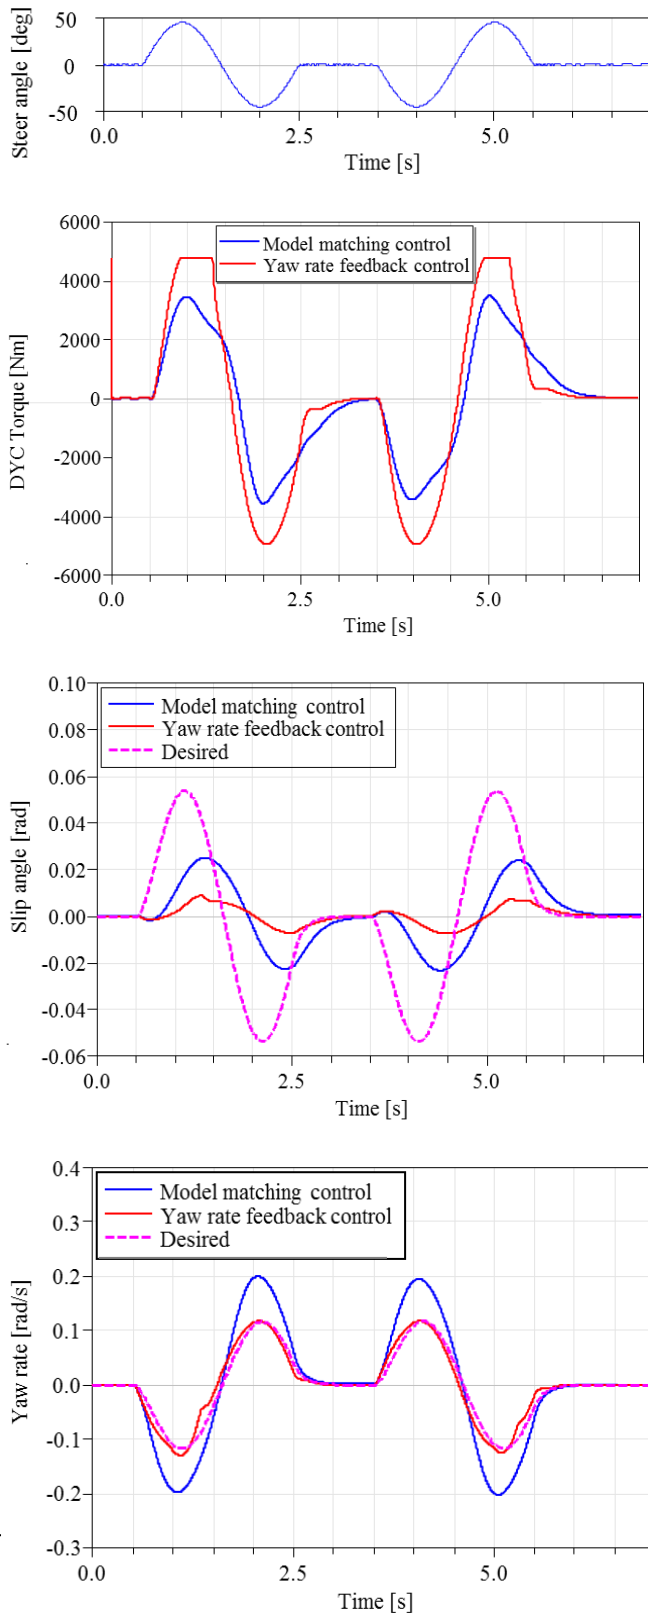 Steer angle [deg]
50
0
-50
0.0
2.5
5.0
Time [s]
DYC Torque [Nm]
6000
4000
2000
0
-2000
-4000
-6000
Model matching control
Yaw rate feedback control
0.0
2.5
5.0
Time [s]
Slip angle [rad]
0.10
0.08
0.06
0.04
0.02
0.00
-0.02
-0.04
-0.06
Model matching control
Yaw rate feedback control
Desired
0.0
2.5
5.0
Time [s]
Yaw rate [rad/s]
0.4
0.3
0.2
0.1
0.0
-0.1
-0.2
-0.3
Model matching control
Yaw rate feedback control
Desired
0.0
2.5
5.0
Time [s]